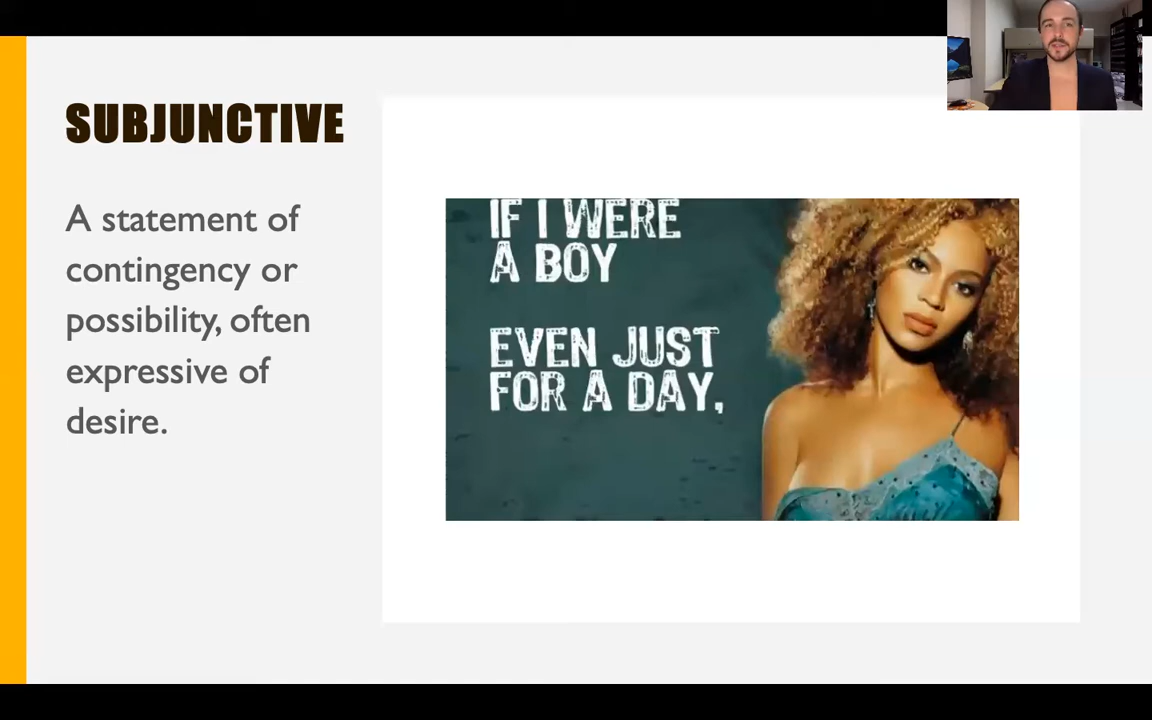 SUBJUNCTIVE
A statement of
contingency or
possibility, often
expressive of
desire.
IF I WERE
A BOY
EVEN JUST
FOR A DAY,